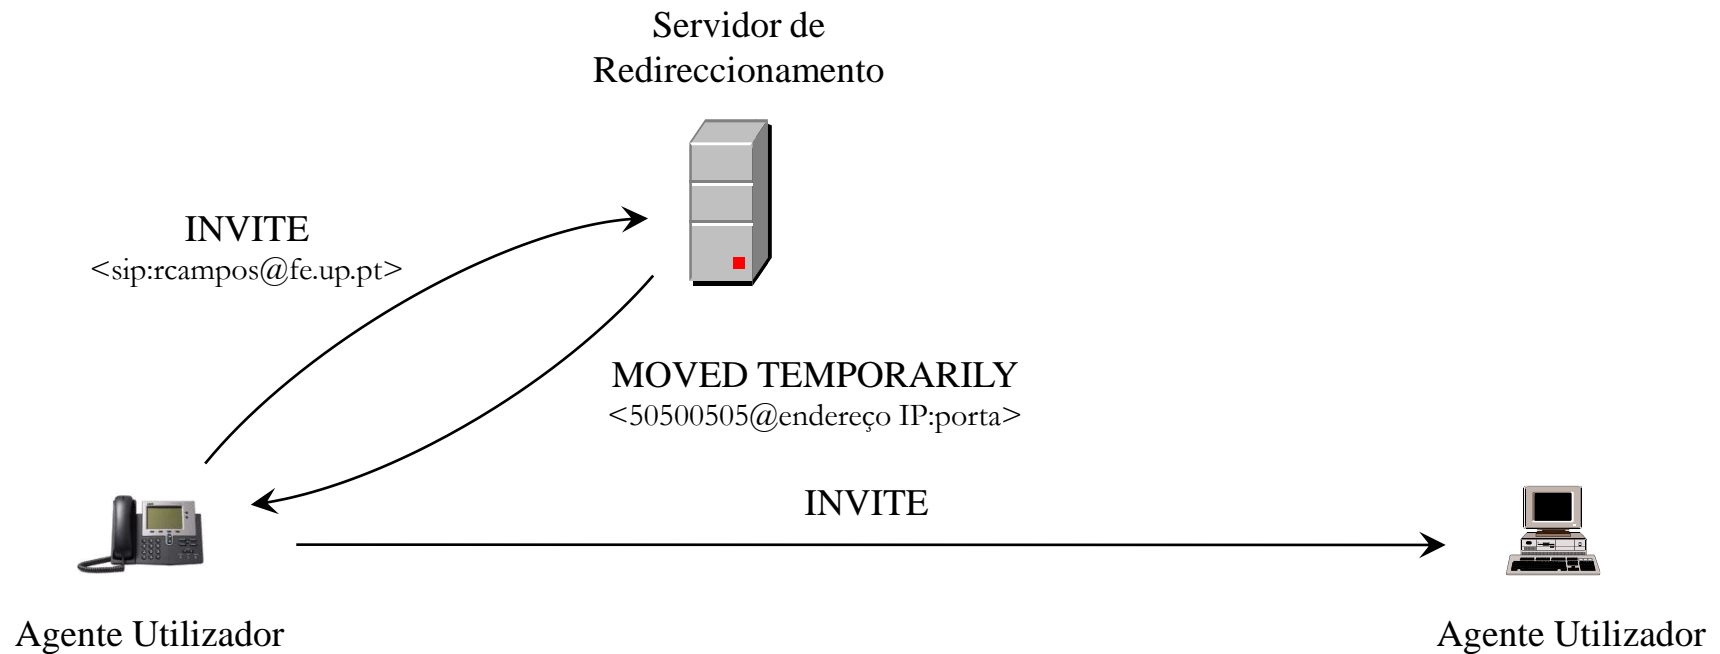 Servidor de
Redireccionamento
INVITE
<sip:rcampos@fe.up.pt>
MOVED TEMPORARILY
<50500505@endereço IP:porta>
INVITE
Agente Utilizador
Agente Utilizador